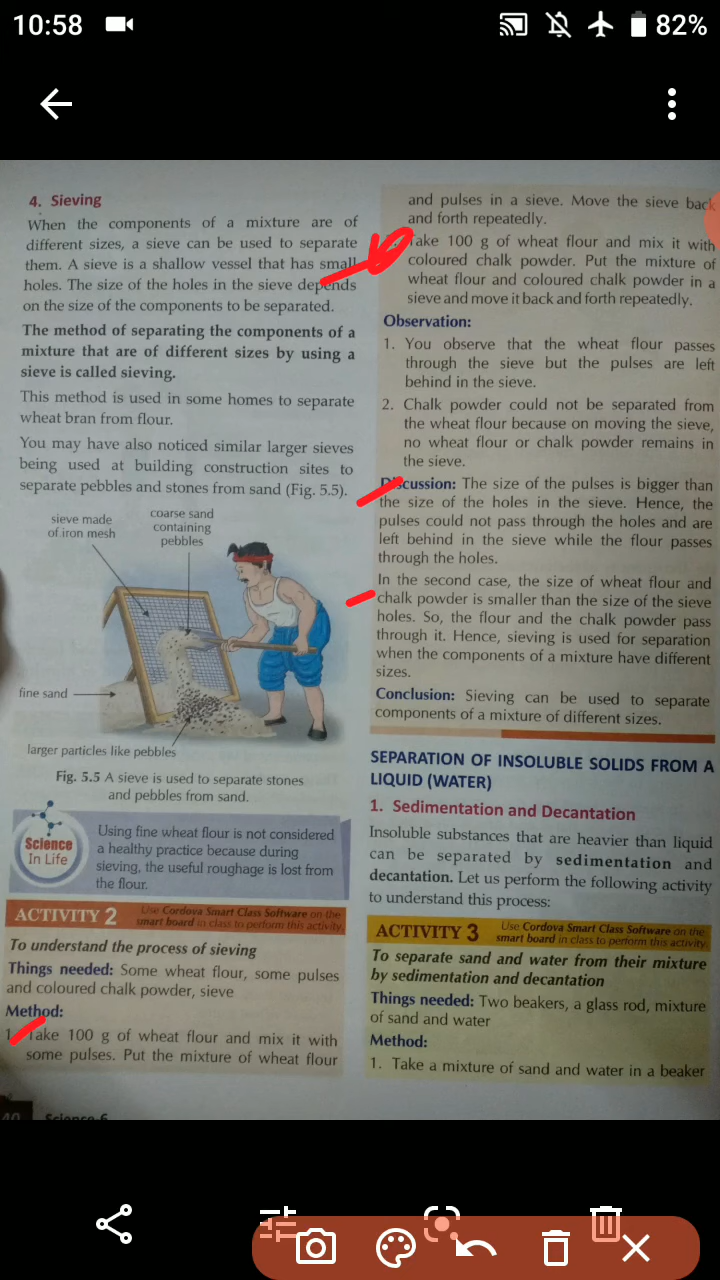 10:58
82%
4. Sieving
When the components of a mixture are of
different sizes, a sieve can be used to separate
them. A sieve is a shallow vessel that has small
holes. The size of the holes in the sieve depends
on the size of the components to be separated.
The method of separating the components of a
mixture that are of different sizes by using a
sieve is called sieving.
This method is used in some homes to separate
wheat bran from flour.
You may have also noticed similar larger sieves
being used at building construction sites to
separate pebbles and stones from sand (Fig. 5.5).
sieve made
of iron mesh
coarse sand
containing
pebbles
fine sand
larger particles like pebbles
Fig. 5.5 A sieve is used to separate stones
and pebbles from sand.
Science
In Life
Using fine wheat flour is not considered
a healthy practice because during
sieving, the useful roughage is lost from
the flour.
ACTIVITY 2
Use Cordova Smart Class Software on the
smart board in class to perform this activity.
To understand the process of sieving
Things needed: Some wheat flour, some pulses
and coloured chalk powder, sieve
Method:
1. Take 100 g of wheat flour and mix it with
some pulses. Put the mixture of wheat flour
40 Science-6
and pulses in a sieve. Move the sieve back
and forth repeatedly.
Take 100 g of wheat flour and mix it with
coloured chalk powder. Put the mixture of
wheat flour and coloured chalk powder in a
sieve and move it back and forth repeatedly.
Observation:
1. You observe that the wheat flour passes
through the sieve but the pulses are left
behind in the sieve.
2. Chalk powder could not be separated from
the wheat flour because on moving the sieve,
no wheat flour or chalk powder remains in
the sieve.
Discussion: The size of the pulses is bigger than
the size of the holes in the sieve. Hence, the
pulses could not pass through the holes and are
left behind in the sieve while the flour passes
through the holes.
In the second case, the size of wheat flour and
chalk powder is smaller than the size of the sieve
holes. So, the flour and the chalk powder pass
through it. Hence, sieving is used for separation
when the components of a mixture have different
sizes.
Conclusion: Sieving can be used to separate
components of a mixture of different sizes.
SEPARATION OF INSOLUBLE SOLIDS FROM A
LIQUID (WATER)
1. Sedimentation and Decantation
Insoluble substances that are heavier than liquid
can be separated by sedimentation and
decantation. Let us perform the following activity
to understand this process:
ACTIVITY 3
Use Cordova Smart Class Software on the
smart board in class to perform this activity
To separate sand and water from their mixture
by sedimentation and decantation
Things needed: Two beakers, a glass rod, mixture
of sand and water
Method:
1. Take a mixture of sand and water in a beaker